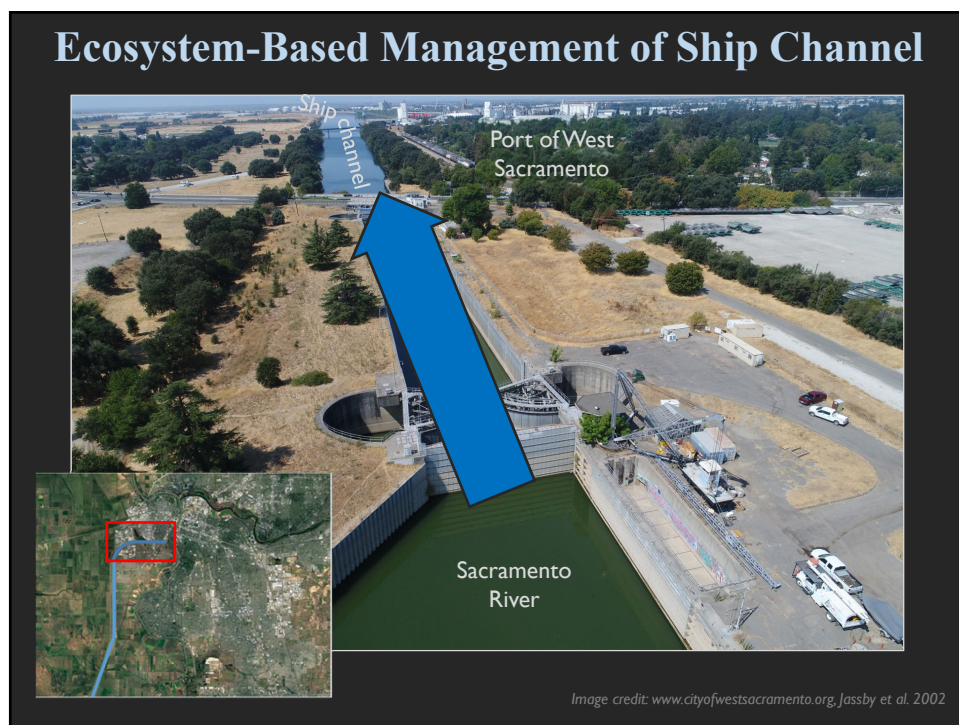 Ecosystem-Based Management of Ship Channel
Ship channel
Port of West
Sacramento
Sacramento
River
Image credit: www.cityofwestsacramento.org, Jassby et al. 2002